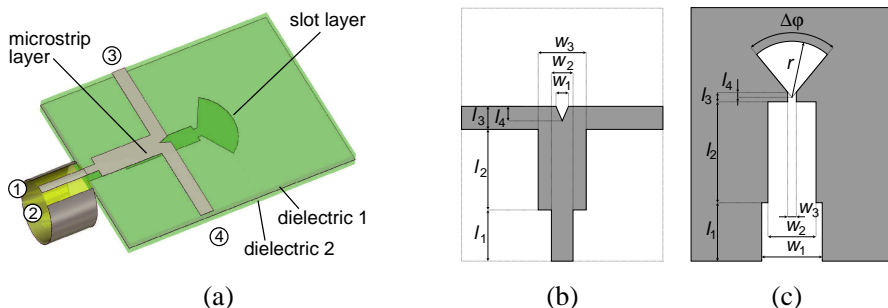 slot layer
microstrip
layer
③
①
②
④
dielectric 1
dielectric 2
(a)
w3
w2
w1
l3
l4
l2
l1
(b)
Δφ
r
l4
l3
l2
w3
w2
l1
w1
(c)